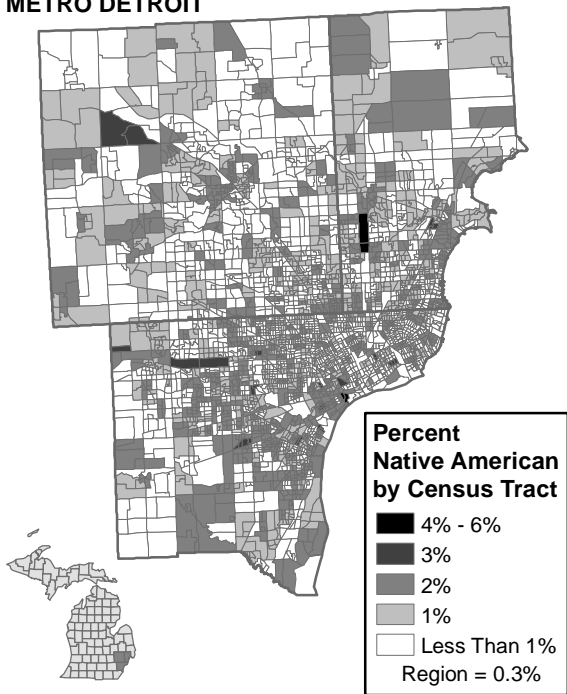 METRO DETROIT
Percent
Native American
by Census Tract
4% - 6%
3%
2%
1%
Less Than 1%
Region = 0.3%